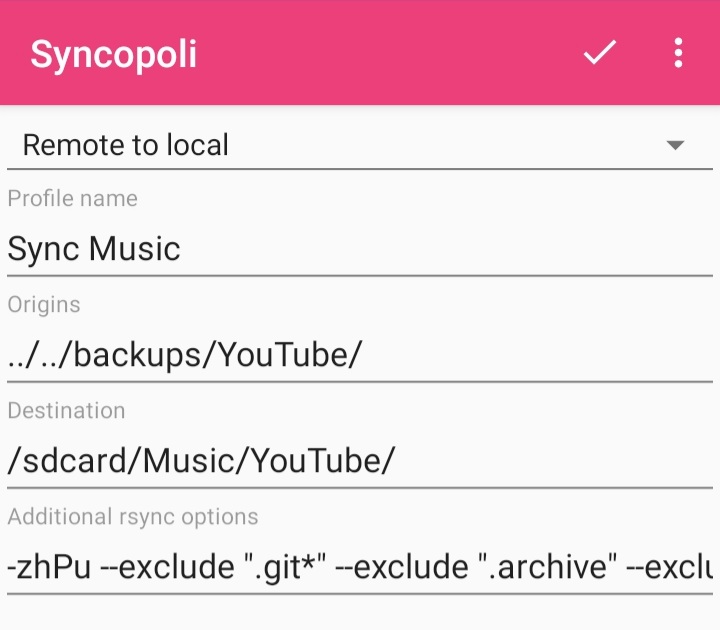 Syncopoli
Remote to local
Profile name
Sync Music
Origins
../../backups/YouTube/
Destination
/sdcard/Music/YouTube/
Additional rsync options
-zhPu --exclude ".git*" --exclude ".archive" --exclu